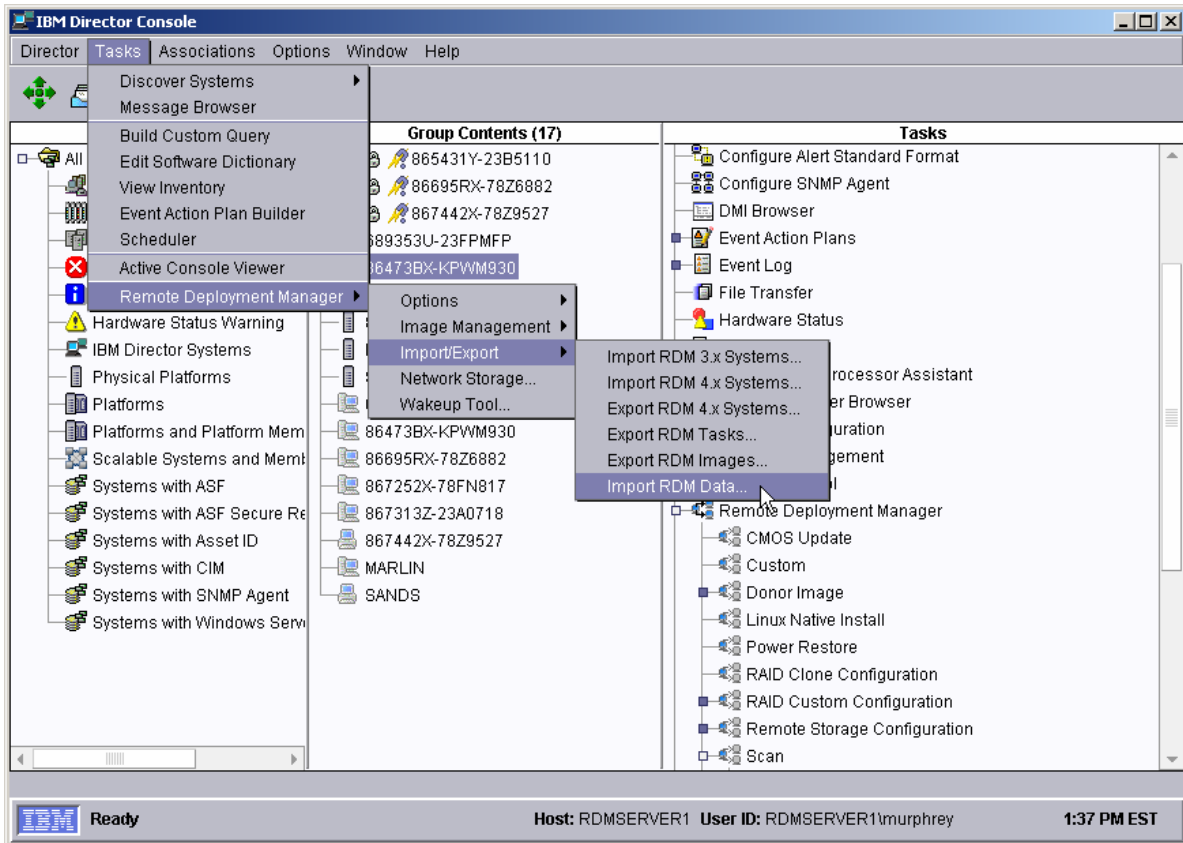 IBM Director Console
Director Tasks Associations Options Window Help
Discover Systems
Message Browser
Build Custom Query
Edit Software Dictionary
View Inventory
Event Action Plan Builder
Scheduler
Active Console Viewer
Remote Deployment Manager
Options
Image Management
Import/Export
Network Storage...
Wakeup Tool...
Import RDM 3.x Systems...
Import RDM 4.x Systems...
Export RDM 4.x Systems...
Export RDM Tasks...
Export RDM Images...
Import RDM Data...
All
Hardware Status Warning
IBM Director Systems
Physical Platforms
Platforms
Platforms and Platform Mem
Scalable Systems and Memb
Systems with ASF
Systems with ASF Secure Re
Systems with Asset ID
Systems with CIM
Systems with SNMP Agent
Systems with Windows Serv
Group Contents (17)
865431Y-23B5110
86695RX-78Z6882
867442X-78Z9527
689353U-23FPMFP
86473BX-KPWM930
86473BX-KPWM930
86695RX-78Z6882
867252X-78FN817
867313Z-23A0718
867442X-78Z9527
MARLIN
SANDS
Tasks
Configure Alert Standard Format
Configure SNMP Agent
DMI Browser
Event Action Plans
Event Log
File Transfer
Hardware Status
rocessor Assistant
er Browser
uration
gement
Remote Deployment Manager
CMOS Update
Custom
Donor Image
Linux Native Install
Power Restore
RAID Clone Configuration
RAID Custom Configuration
Remote Storage Configuration
Scan
IBM Ready Host: RDMSERVER1 User ID: RDMSERVER1\murphrey 1:37 PM EST